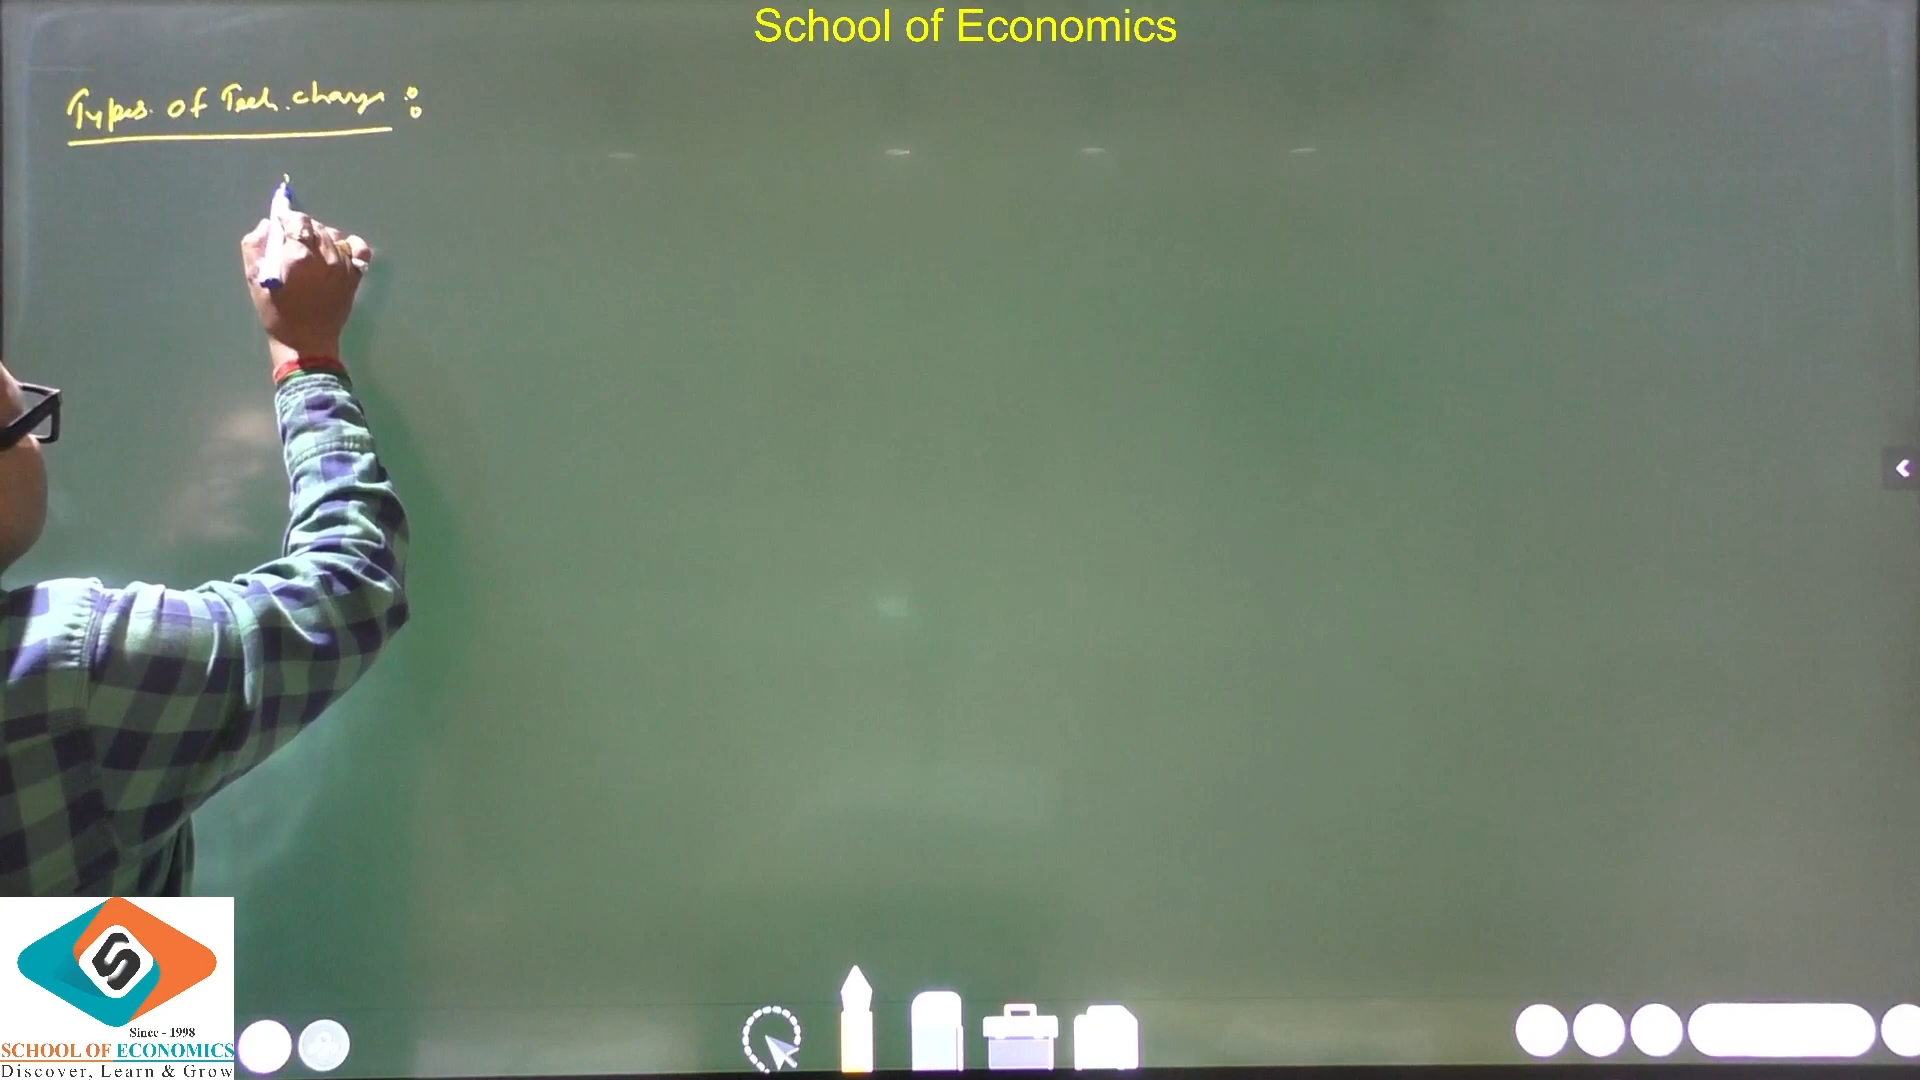 School of Economics
Types of Tech. change :
Since - 1998
SCHOOL OF ECONOMICS
Discover, Learn & Grow